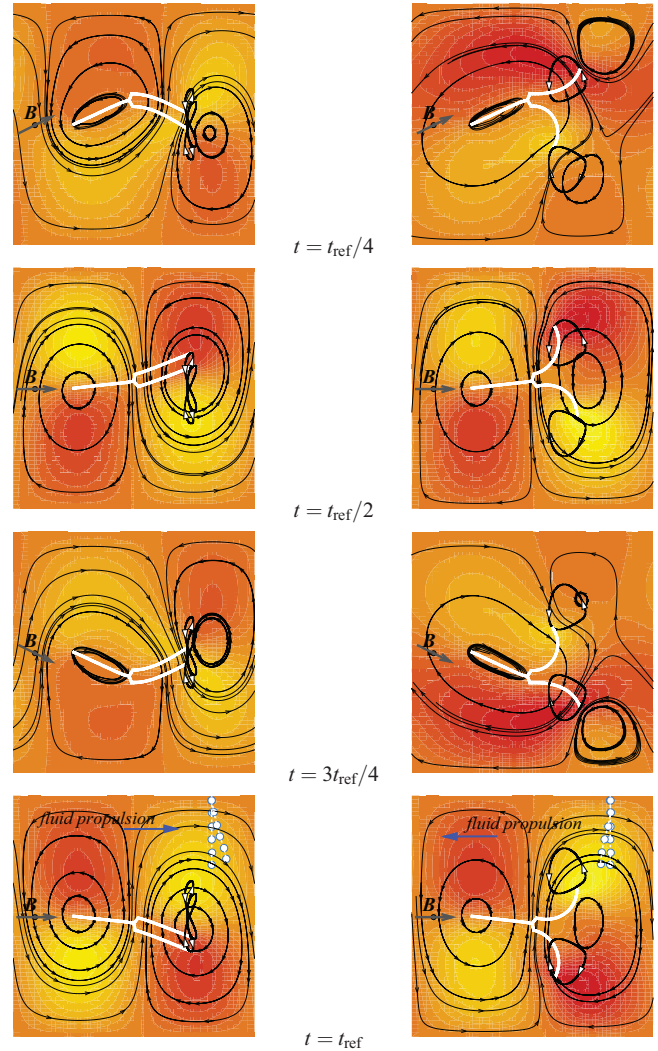 B
B
t = t_ref/4
B
B
t = t_ref/2
B
B
t = 3t_ref/4
fluid propulsion
fluid propulsion
B
B
t = t_ref